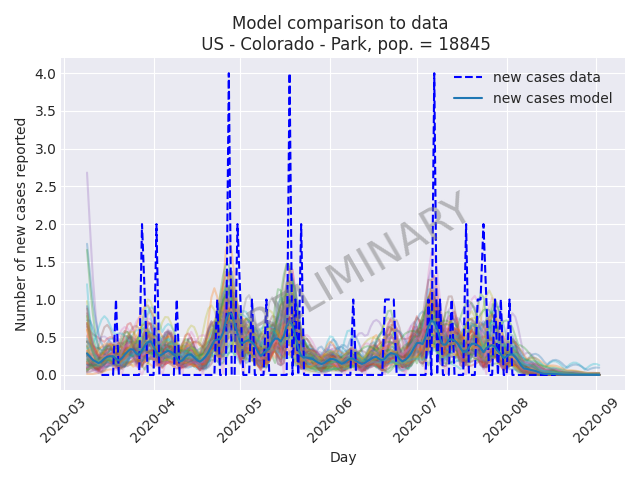 Model comparison to data
US - Colorado - Park, pop. = 18845
4.0
3.5
3.0
2.5
2.0
1.5
1.0
0.5
0.0
Number of new cases reported
new cases data
new cases model
PRELIMINARY
2020-03
2020-04
2020-05
2020-06
2020-07
2020-08
2020-09
Day